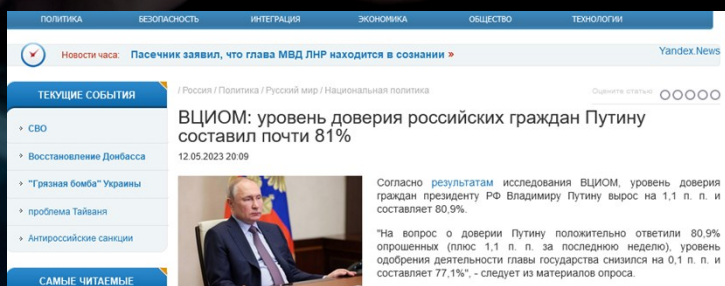 ПОЛИТИКА БЕЗОПАСНОСТЬ ИНТЕГРАЦИЯ ЭКОНОМИКА ОБЩЕСТВО ТЕХНОЛОГИИ
Новости часа: Пасечник заявил, что глава МВД ЛНР находится в сознании »
Yandex.News
ТЕКУЩИЕ СОБЫТИЯ
› СВО
› Восстановление Донбасса
› "Грязная бомба" Украины
› проблема Тайваня
› Антироссийские санкции
САМЫЕ ЧИТАЕМЫЕ
/ Россия / Политика / Русский мир / Национальная политика
Оцените статью:
ВЦИОМ: уровень доверия российских граждан Путину
составил почти 81%
12.05.2023 20:09
Согласно результатам исследования ВЦИОМ, уровень доверия
граждан президенту РФ Владимиру Путину вырос на 1,1 п. п. и
составляет 80,9%.
"На вопрос о доверии Путину положительно ответили 80,9%
опрошенных (плюс 1,1 п. п. за последнюю неделю), уровень
одобрения деятельности главы государства снизился на 0,1 п. п. и
составляет 77,1%", - следует из материалов опроса.